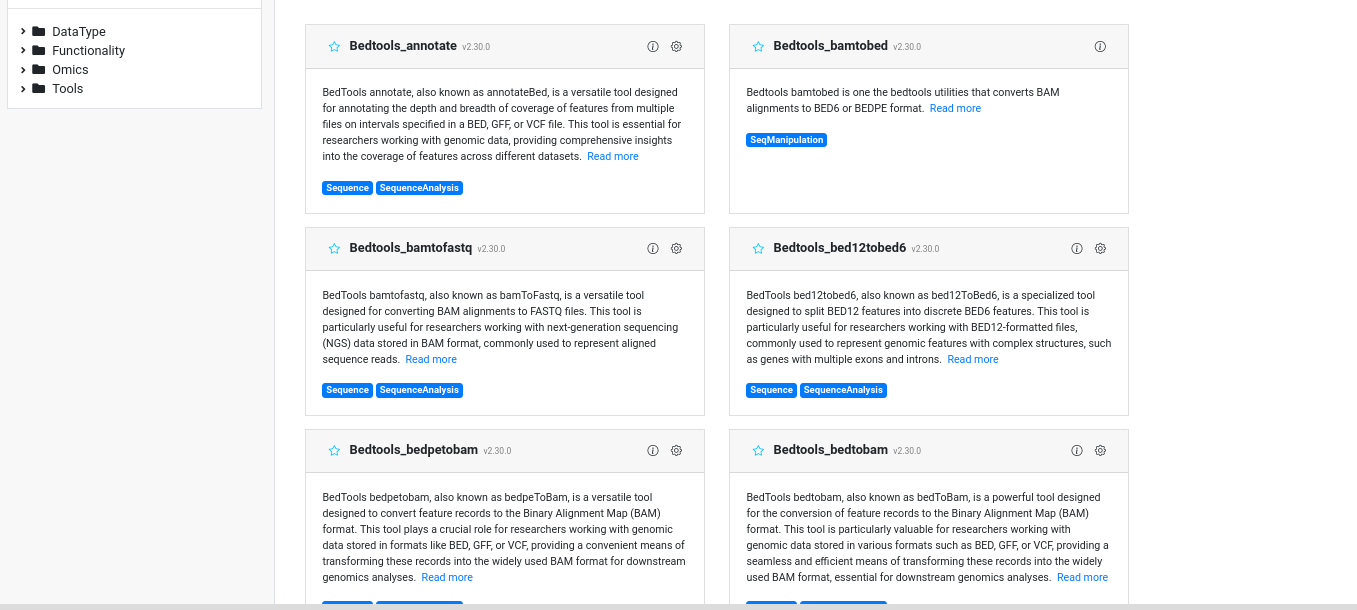 DataType
Functionality
Omics
Tools
Bedtools_annotate v2.30.0
BedTools annotate, also known as annotateBed, is a versatile tool designed
for annotating the depth and breadth of coverage of features from multiple
files on intervals specified in a BED, GFF, or VCF file. This tool is essential for
researchers working with genomic data, providing comprehensive insights
into the coverage of features across different datasets. Read more
Sequence SequenceAnalysis
Bedtools_bamtobed v2.30.0
Bedtools bamtobed is one the bedtools utilities that converts BAM
alignments to BED6 or BEDPE format. Read more
SeqManipulation
Bedtools_bamtofastq v2.30.0
BedTools bamtofastq, also known as bamToFastq, is a versatile tool
designed for converting BAM alignments to FASTQ files. This tool is
particularly useful for researchers working with next-generation sequencing
(NGS) data stored in BAM format, commonly used to represent aligned
sequence reads. Read more
Sequence SequenceAnalysis
Bedtools_bed12tobed6 v2.30.0
BedTools bed12tobed6, also known as bed12ToBed6, is a specialized tool
designed to split BED12 features into discrete BED6 features. This tool is
particularly useful for researchers working with BED12-formatted files,
commonly used to represent genomic features with complex structures, such
as genes with multiple exons and introns. Read more
Sequence SequenceAnalysis
Bedtools_bedpetobam v2.30.0
BedTools bedpetobam, also known as bedpeToBam, is a versatile tool
designed to convert feature records to the Binary Alignment Map (BAM)
format. This tool plays a crucial role for researchers working with genomic
data stored in formats like BED, GFF, or VCF, providing a convenient means of
transforming these records into the widely used BAM format for downstream
genomics analyses. Read more
Bedtools_bedtobam v2.30.0
BedTools bedtobam, also known as bedToBam, is a powerful tool designed
for the conversion of feature records to the Binary Alignment Map (BAM)
format. This tool is particularly valuable for researchers working with
genomic data stored in various formats such as BED, GFF, or VCF, providing a
seamless and efficient means of transforming these records into the widely
used BAM format, essential for downstream genomics analyses. Read more